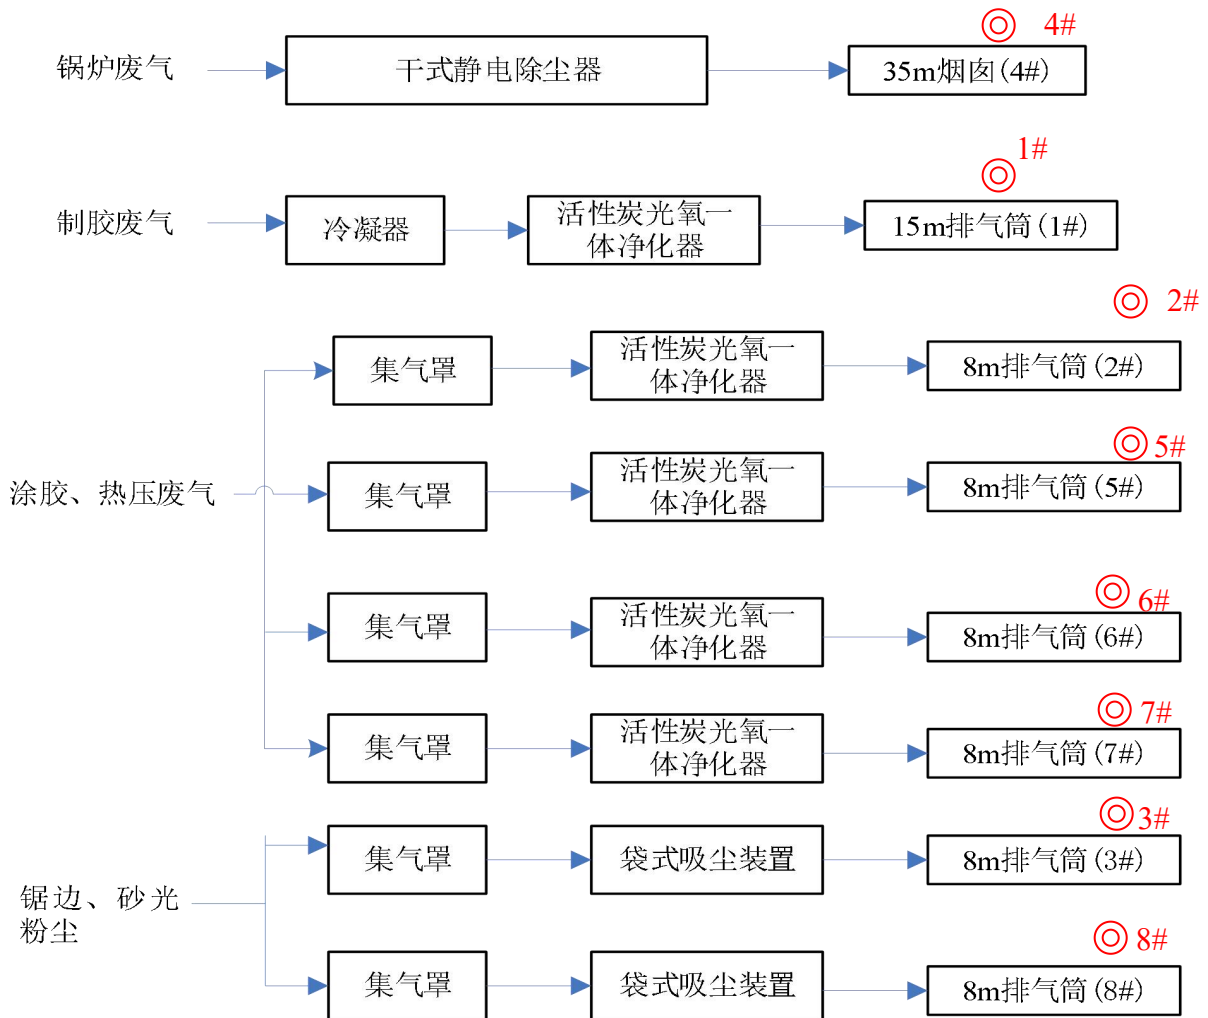 4#
锅炉废气
干式静电除尘器
35m烟囱(4#)
1#
制胶废气
冷凝器
活性炭光氧一
体净化器
15m排气筒(1#)
2#
集气罩
活性炭光氧一
体净化器
8m排气筒(2#)
5#
涂胶、热压废气
集气罩
活性炭光氧一
体净化器
8m排气筒(5#)
6#
集气罩
活性炭光氧一
体净化器
8m排气筒(6#)
7#
集气罩
活性炭光氧一
体净化器
8m排气筒(7#)
3#
集气罩
袋式吸尘装置
8m排气筒(3#)
锯边、砂光
粉尘
8#
集气罩
袋式吸尘装置
8m排气筒(8#)